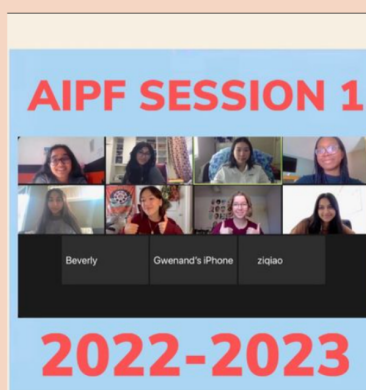 AIPF SESSION 1
Beverly
Gwenand's iPhone
ziqiao
2022-2023